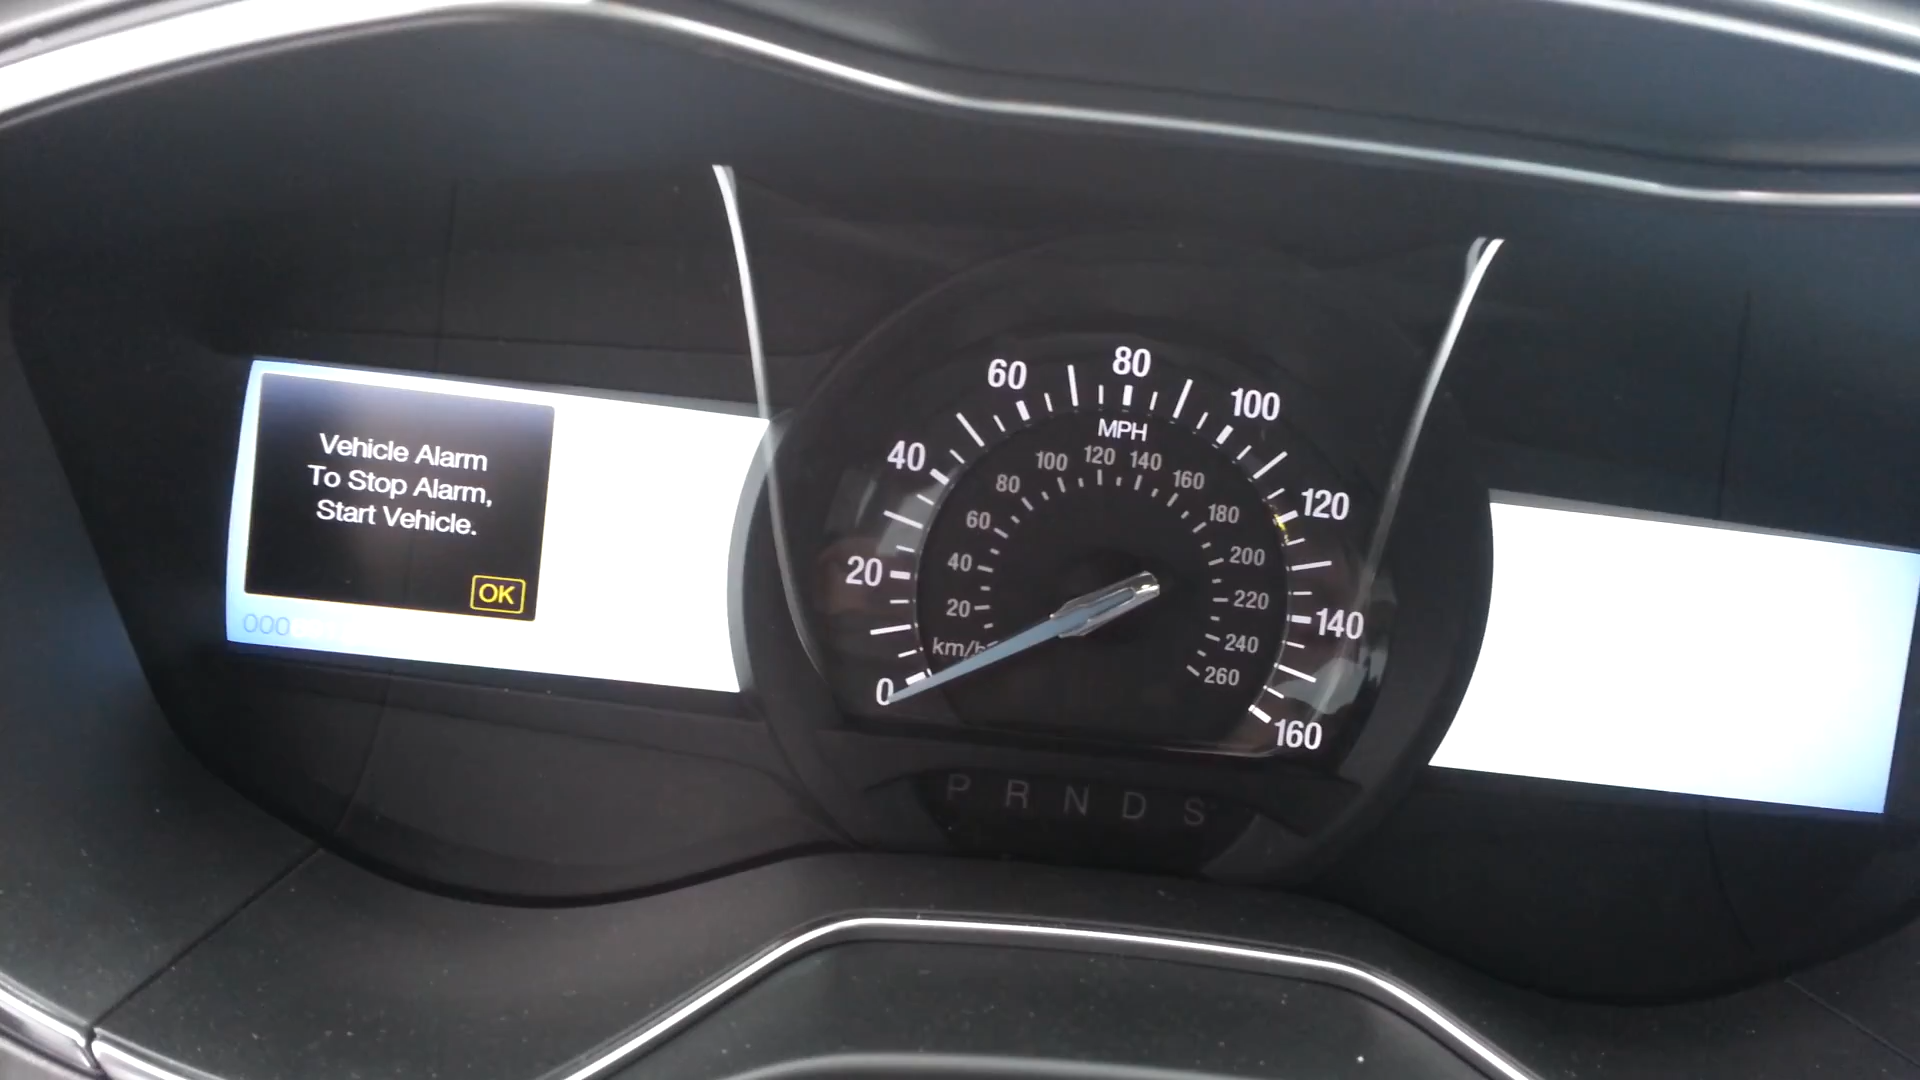 Vehicle Alarm
To Stop Alarm,
Start Vehicle.
OK
000
0 20 40 60 80 100 120 140 160
MPH
km/h
20 40 60 80 100 120 140 160 180 200 220 240 260
P R N D S